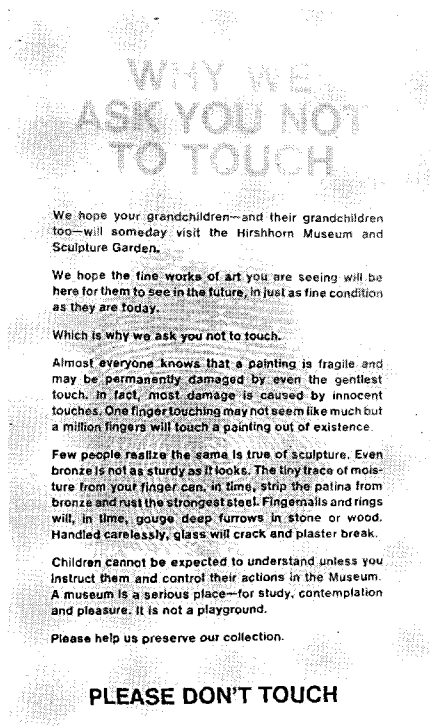 WHY WE
ASK YOU NOT
TO TOUCH
We hope your grandchildren—and their grandchildren
too—will someday visit the Hirshhorn Museum and
Sculpture Garden.
We hope the fine works of art you are seeing will be
here for them to see in the future, in just as fine condition
as they are today.
Which is why we ask you not to touch.
Almost everyone knows that a painting is fragile and
may be permanently damaged by even the gentlest
touch. In fact, most damage is caused by innocent
touches. One finger touching may not seem like much but
a million fingers will touch a painting out of existence.
Few people realize the same is true of sculpture. Even
bronze is not as sturdy as it looks. The tiny trace of mois-
ture from your finger can, in time, strip the patina from
bronze and rust the strongest steel. Fingernails and rings
will, in time, gouge deep furrows in stone or wood.
Handled carelessly, glass will crack and plaster break.
Children cannot be expected to understand unless you
instruct them and control their actions in the Museum.
A museum is a serious place—for study, contemplation
and pleasure. It is not a playground.
Please help us preserve our collection.
PLEASE DON'T TOUCH